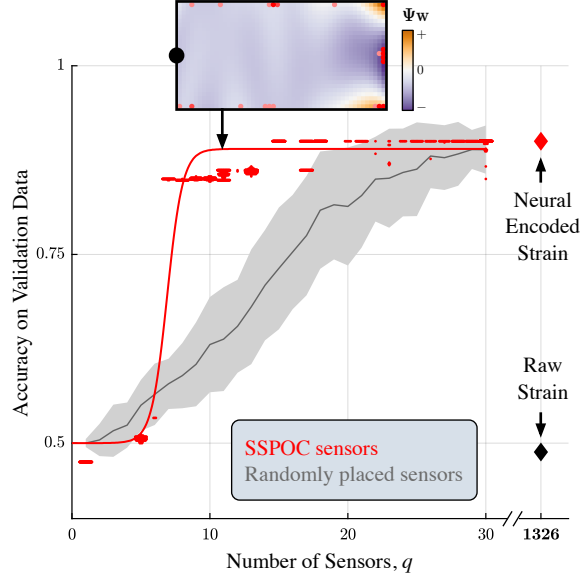 Ψw
+
0
−
1
0.75
0.5
Accuracy on Validation Data
Neural
Encoded
Strain
Raw
Strain
SSPOC sensors
Randomly placed sensors
0
10
20
30
1326
Number of Sensors, q